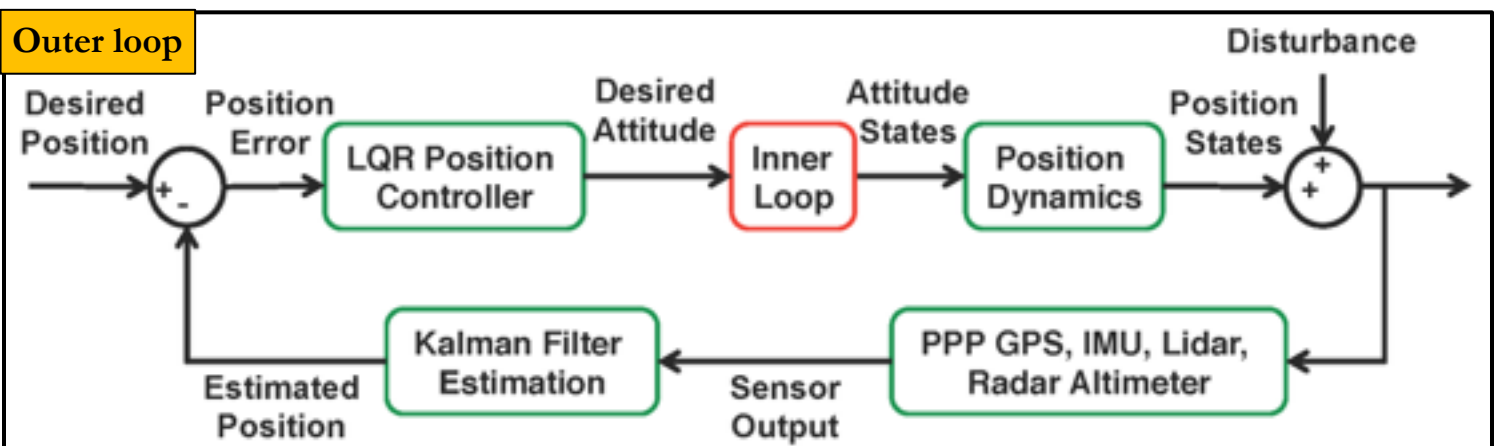 Outer loop
Disturbance
Desired
Position
Position
Error
LQR Position
Controller
Desired
Attitude
Inner
Loop
Attitude
States
Position
Dynamics
Position
States
+
-
+
+
Kalman Filter
Estimation
PPP GPS, IMU, Lidar,
Radar Altimeter
Estimated
Position
Sensor
Output